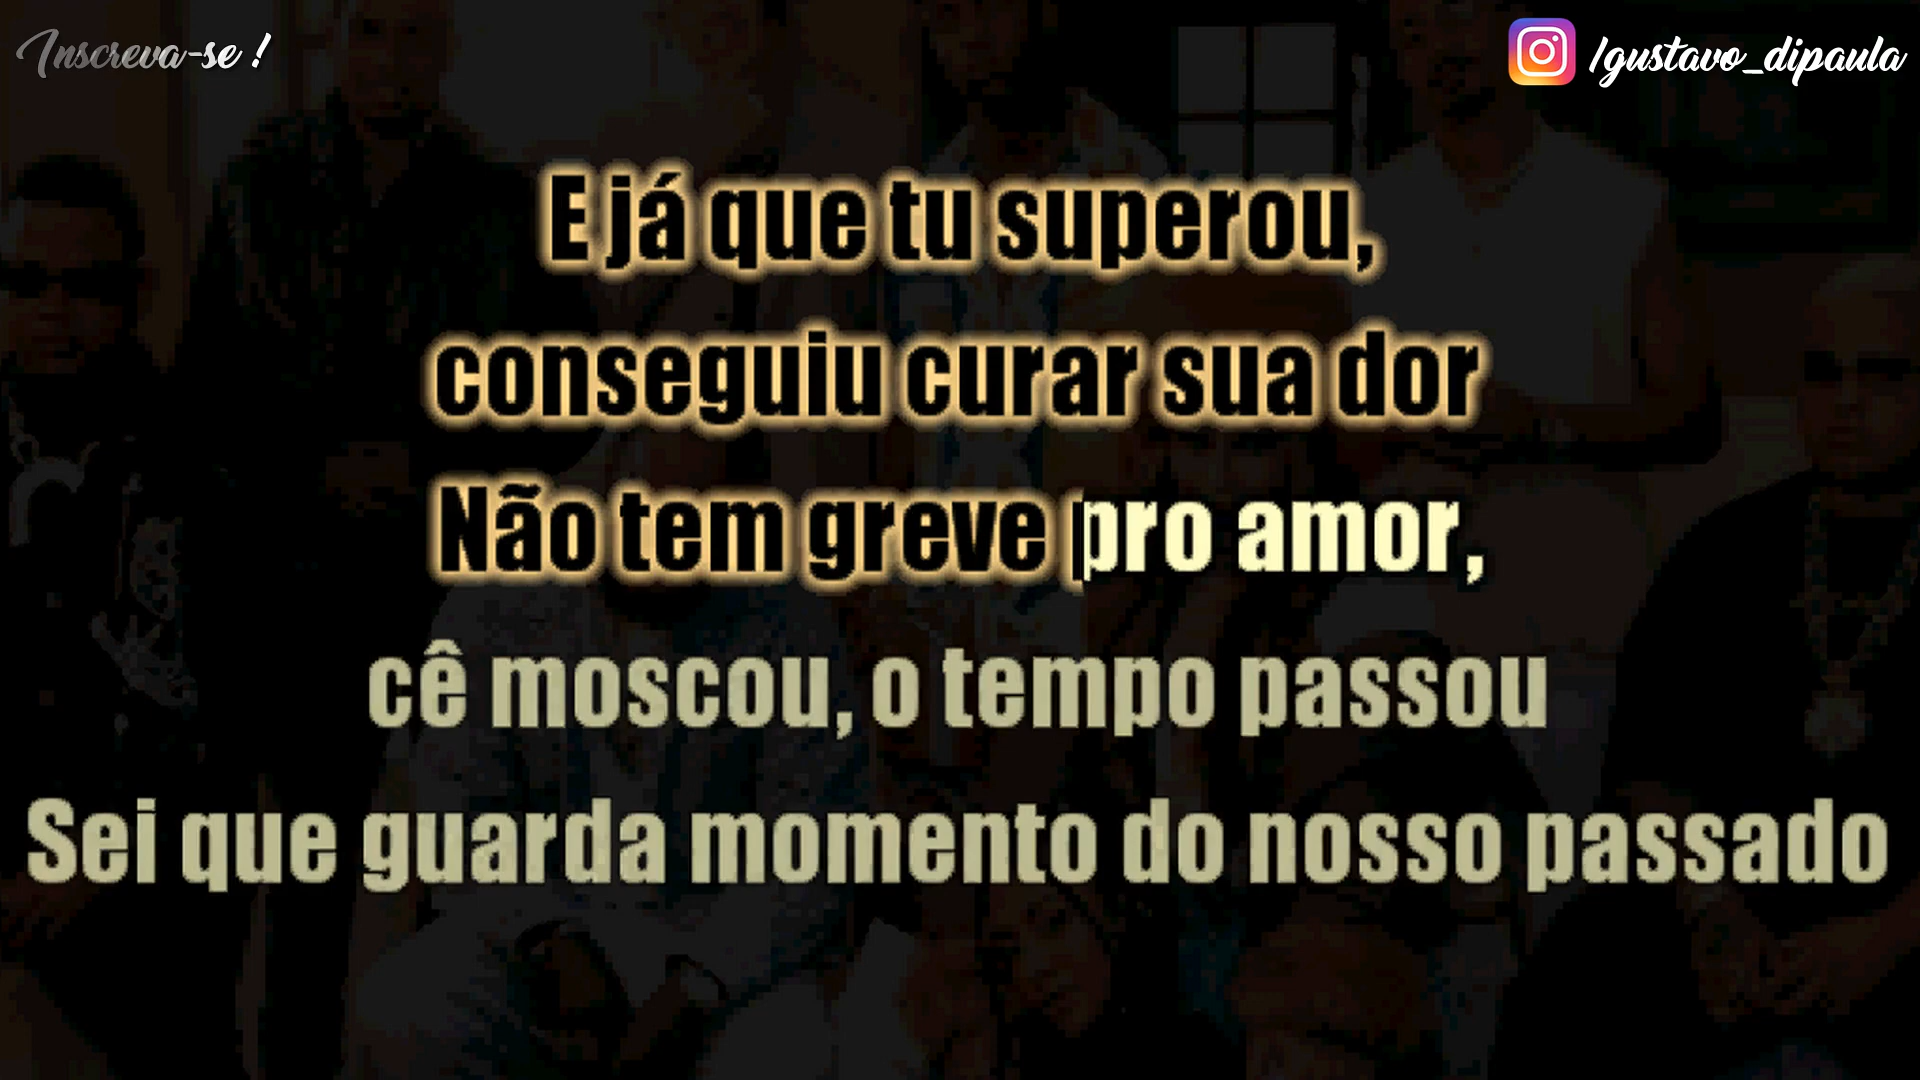 Inscreva-se !
/gustavo_dipaula
E já que tu superou,
conseguiu curar sua dor
Não tem greve pro amor,
cê moscou, o tempo passou
Sei que guarda momento do nosso passado